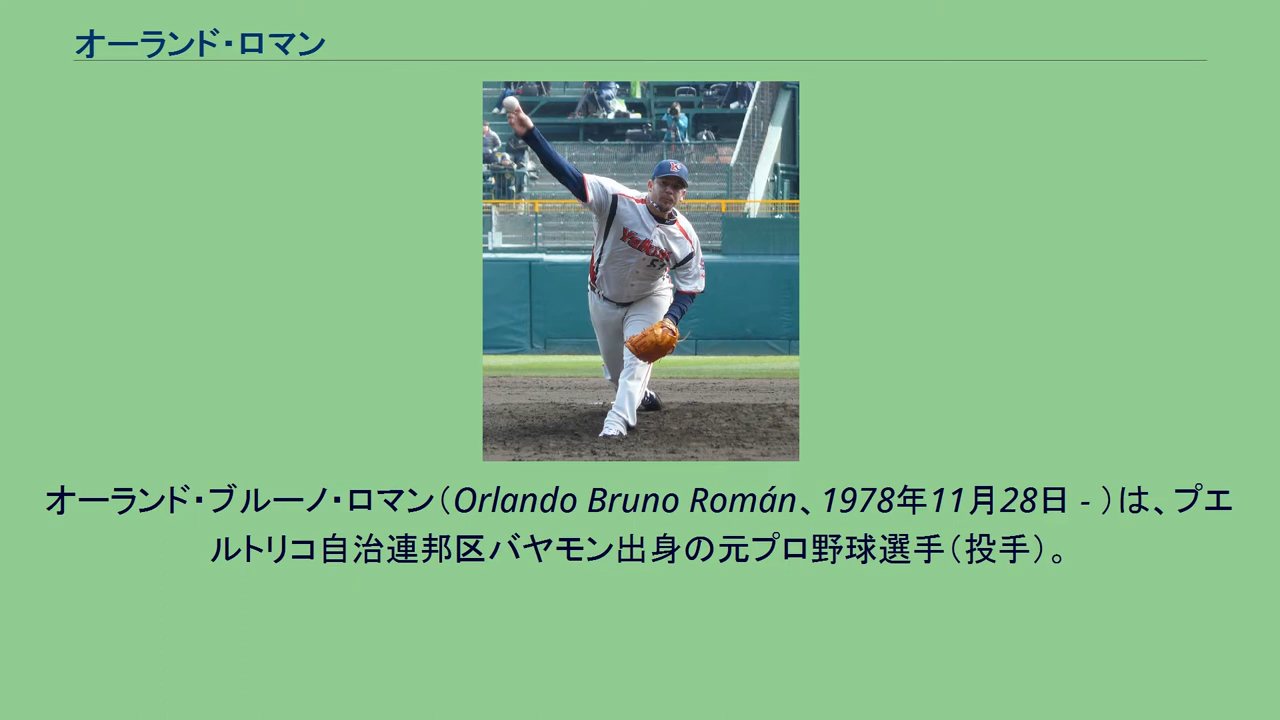 オーランド・ロマン
Yakult
オーランド・ブルーノ・ロマン（Orlando Bruno Román、1978年11月28日 - ）は、プエ
ルトリコ自治連邦区バヤモン出身の元プロ野球選手（投手）。